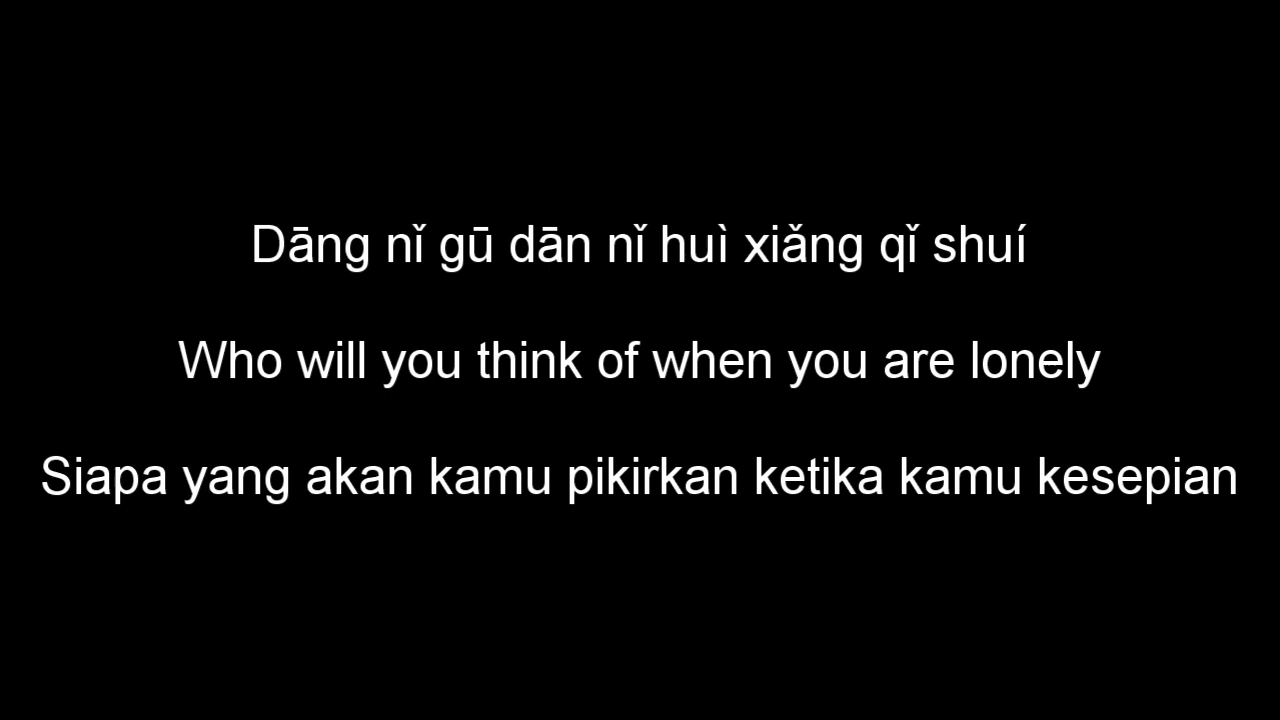 Dāng nǐ gū dān nǐ huì xiǎng qǐ shuí
Who will you think of when you are lonely
Siapa yang akan kamu pikirkan ketika kamu kesepian